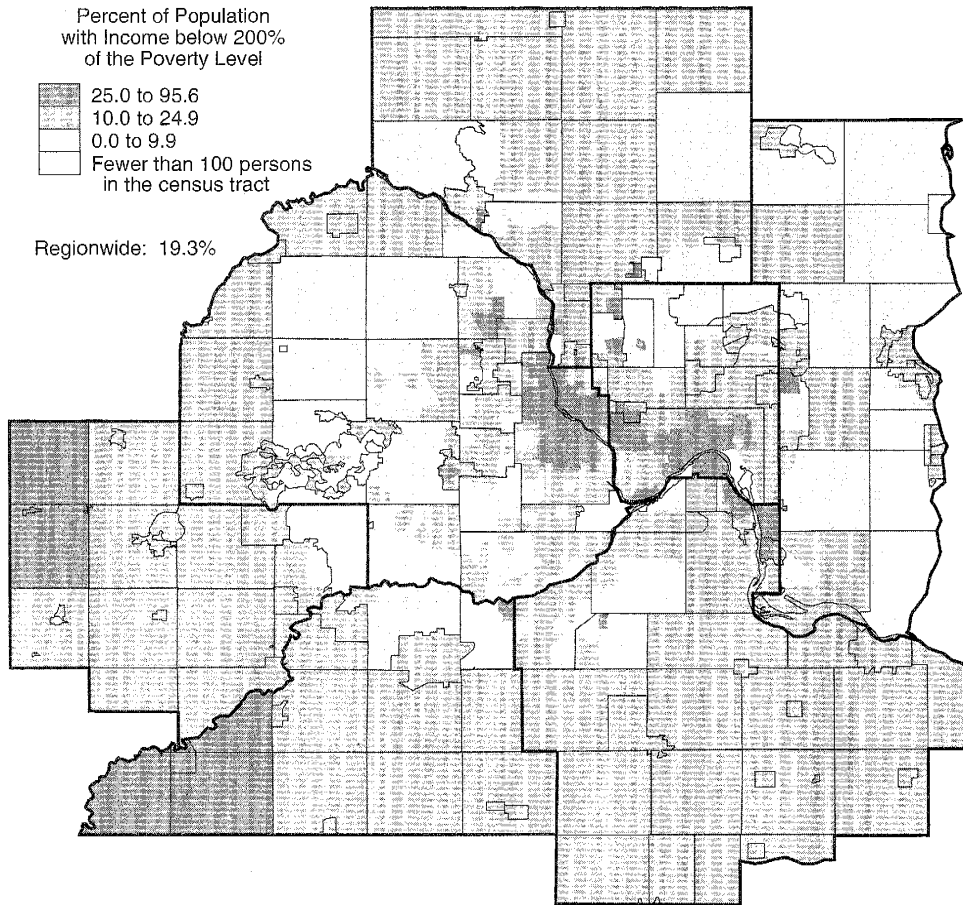 Percent of Population
with Income below 200%
of the Poverty Level
25.0 to 95.6
10.0 to 24.9
0.0 to 9.9
Fewer than 100 persons
in the census tract
Regionwide: 19.3%